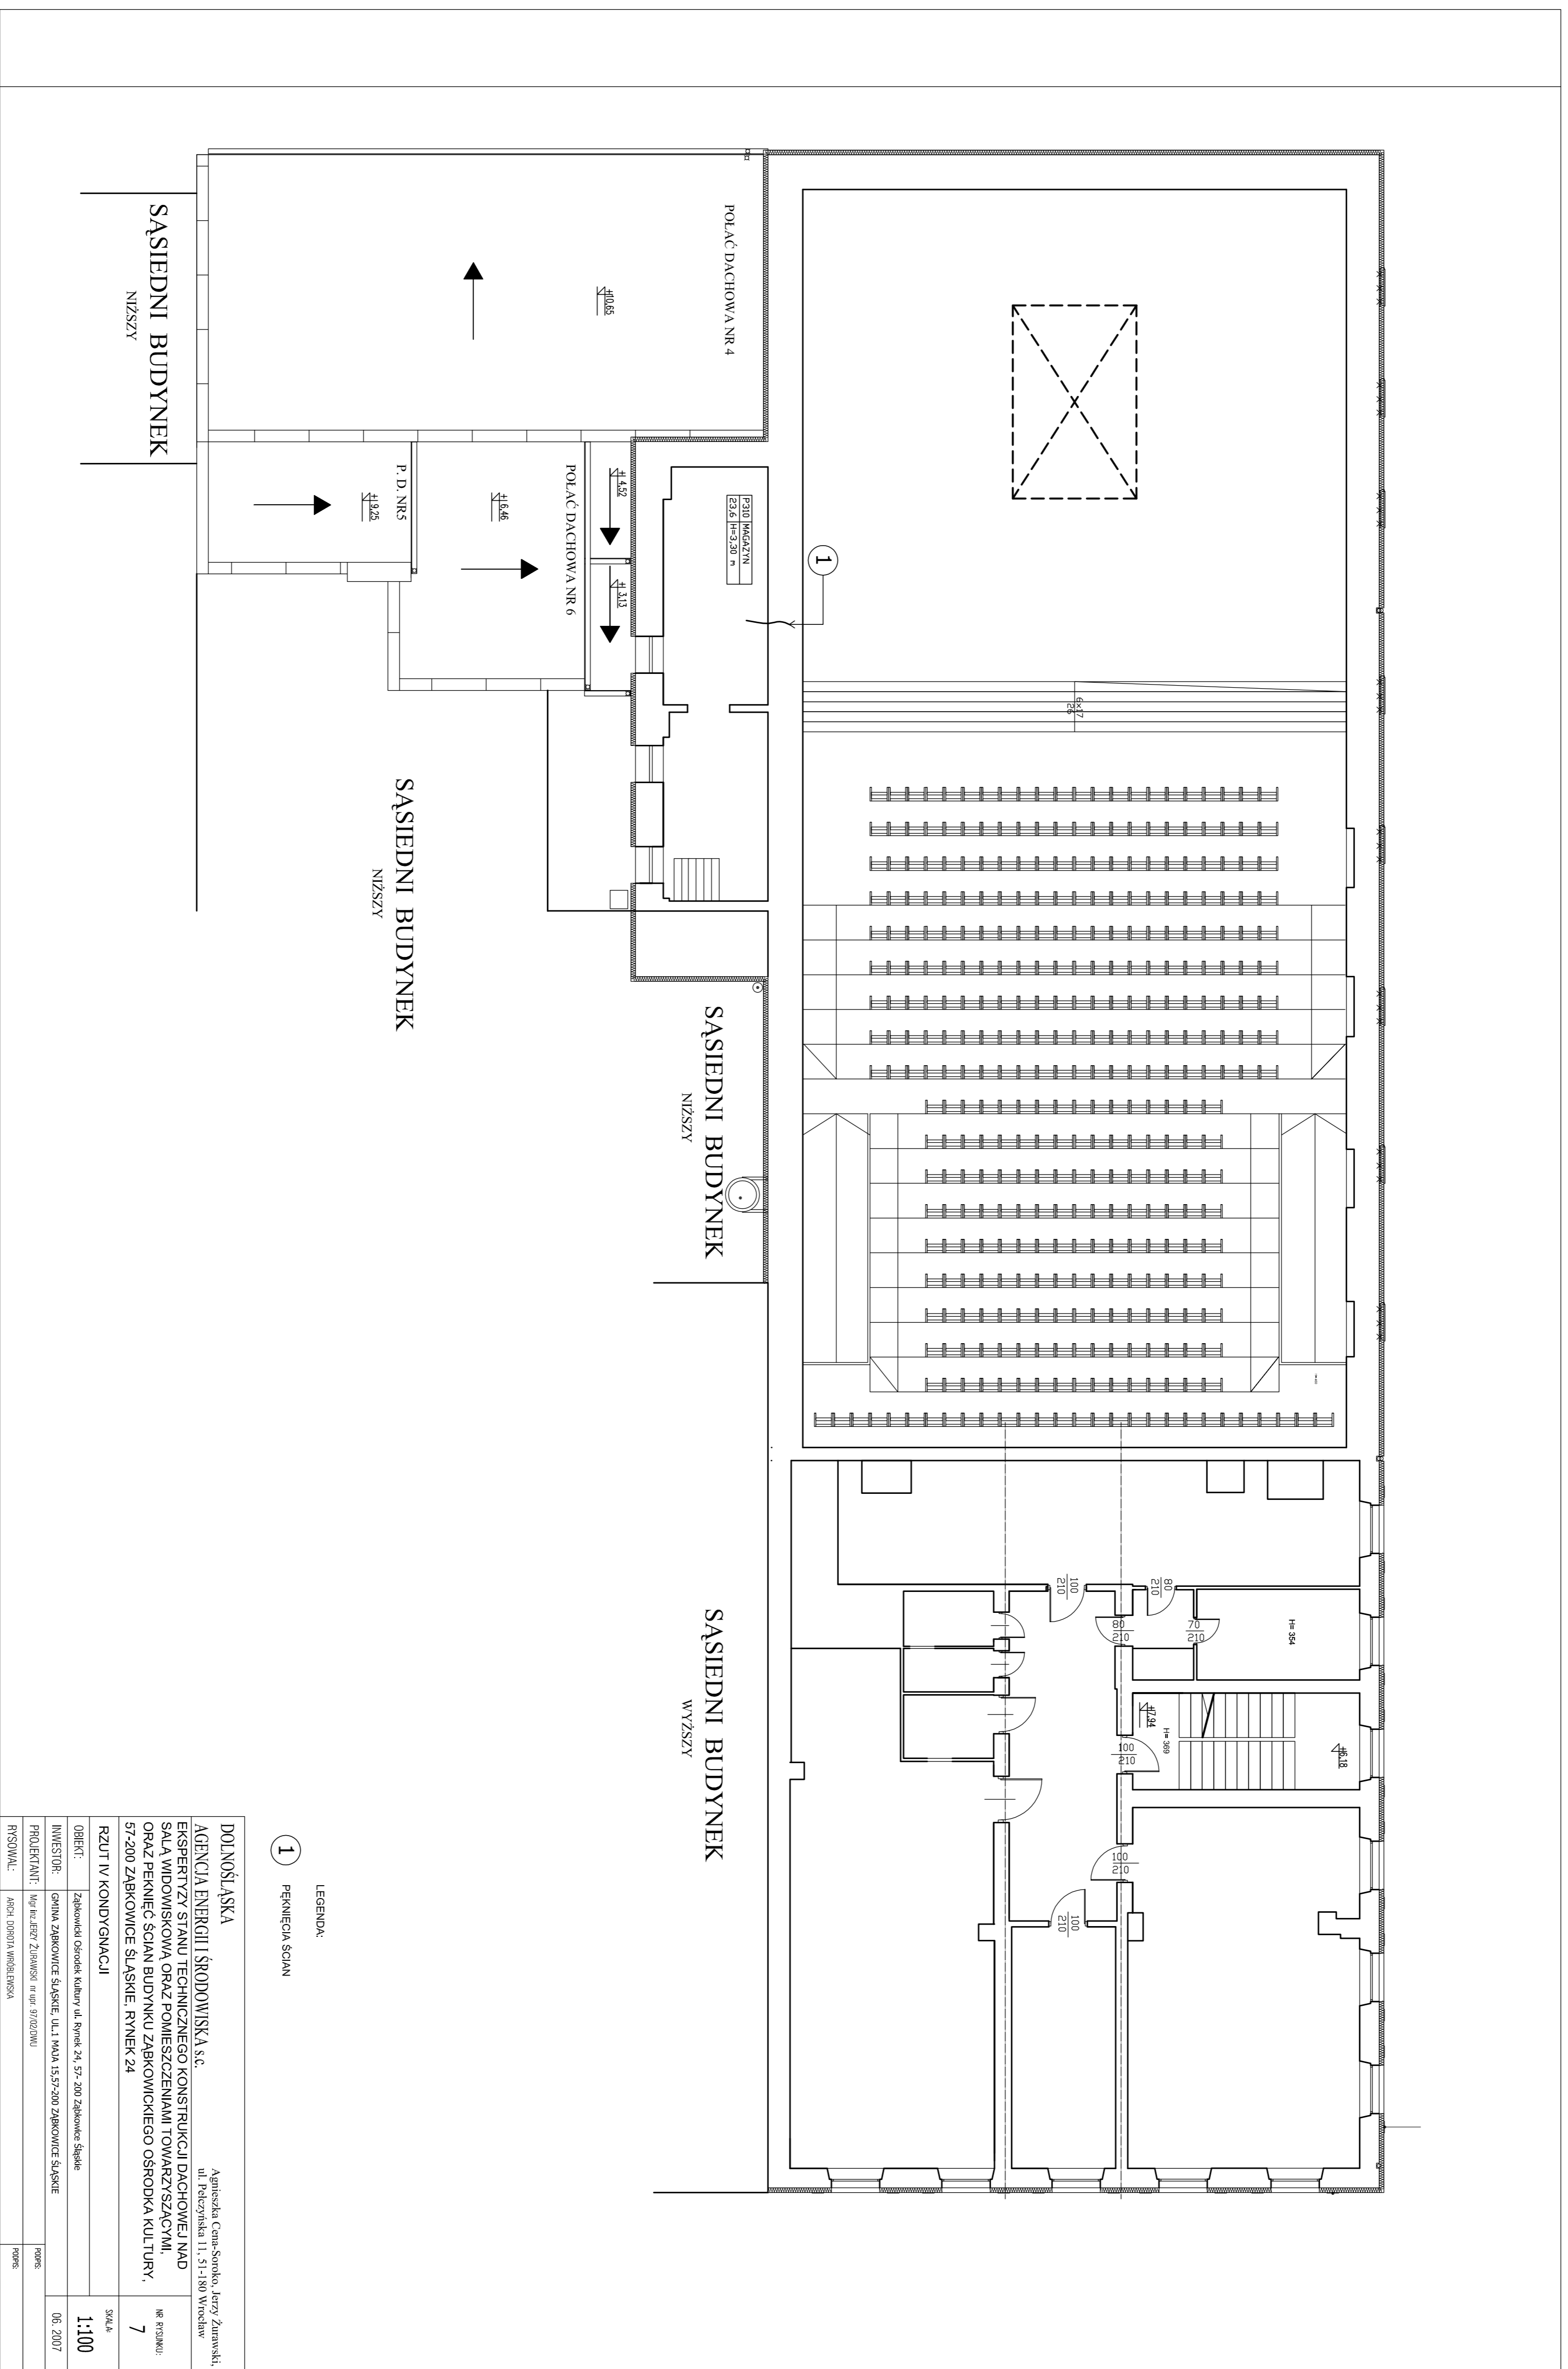 POŁAĆ DACHOWA NR 4
+10,65
SĄSIEDNI BUDYNEK
NIŻSZY
P. D. NR5
+9,25
POŁAĆ DACHOWA NR 6
P310 MAGAZYN
23,6 H=3,30 m
1
6×17
26
SĄSIEDNI BUDYNEK
NIŻSZY
SĄSIEDNI BUDYNEK
NIŻSZY
SĄSIEDNI BUDYNEK
WYŻSZY
100
210
80
210
80
210
70
210
H= 354
+7,94
H= 369
+6,18
100
210
100
210
100
210
LEGENDA:
1 PĘKNIĘCIA ŚCIAN
DOLNOŚLĄSKA
AGENCJA ENERGII I ŚRODOWISKA s.c.
Agnieszka Cena-Soroko, Jerzy Żurawski,
ul. Pełczyńska 11, 51-180 Wrocław
EKSPERTYZY STANU TECHNICZNEGO KONSTRUKCJI DACHOWEJ NAD
SALĄ WIDOWISKOWĄ ORAZ POMIESZCZENIAMI TOWARZYSZĄCYMI,
ORAZ PEKNIĘĆ ŚCIAN BUDYNKU ZĄBKOWICKIEGO OŚRODKA KULTURY,
57-200 ZĄBKOWICE ŚLĄSKIE, RYNEK 24
NR RYSUNKU:
7
RZUT IV KONDYGNACJI
SKALA:
1:100
OBIEKT: Ząbkowicki Ośrodek Kultury ul. Rynek 24, 57- 200 Ząbkowice Śląskie
INWESTOR: GMINA ZĄBKOWICE ŚLĄSKIE, UL.1 MAJA 15,57-200 ZĄBKOWICE ŚLĄSKIE
06. 2007
PROJEKTANT: Mgr inż.JERZY ŻURAWSKI nr upr. 97/02/DWU
PODPIS:
RYSOWAŁ: ARCH. DOROTA WRÓBLEWSKA
PODPIS: